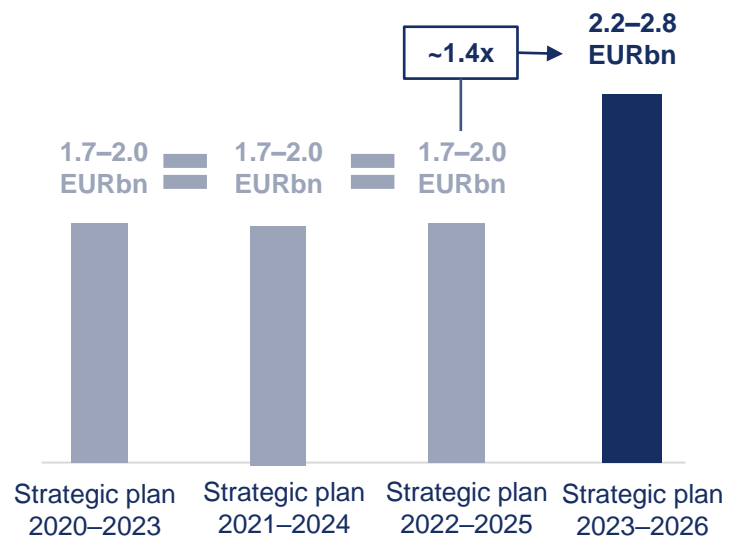 2.2–2.8
EURbn
~1.4x
1.7–2.0
EURbn
1.7–2.0
EURbn
1.7–2.0
EURbn
Strategic plan
2020–2023
Strategic plan
2021–2024
Strategic plan
2022–2025
Strategic plan
2023–2026